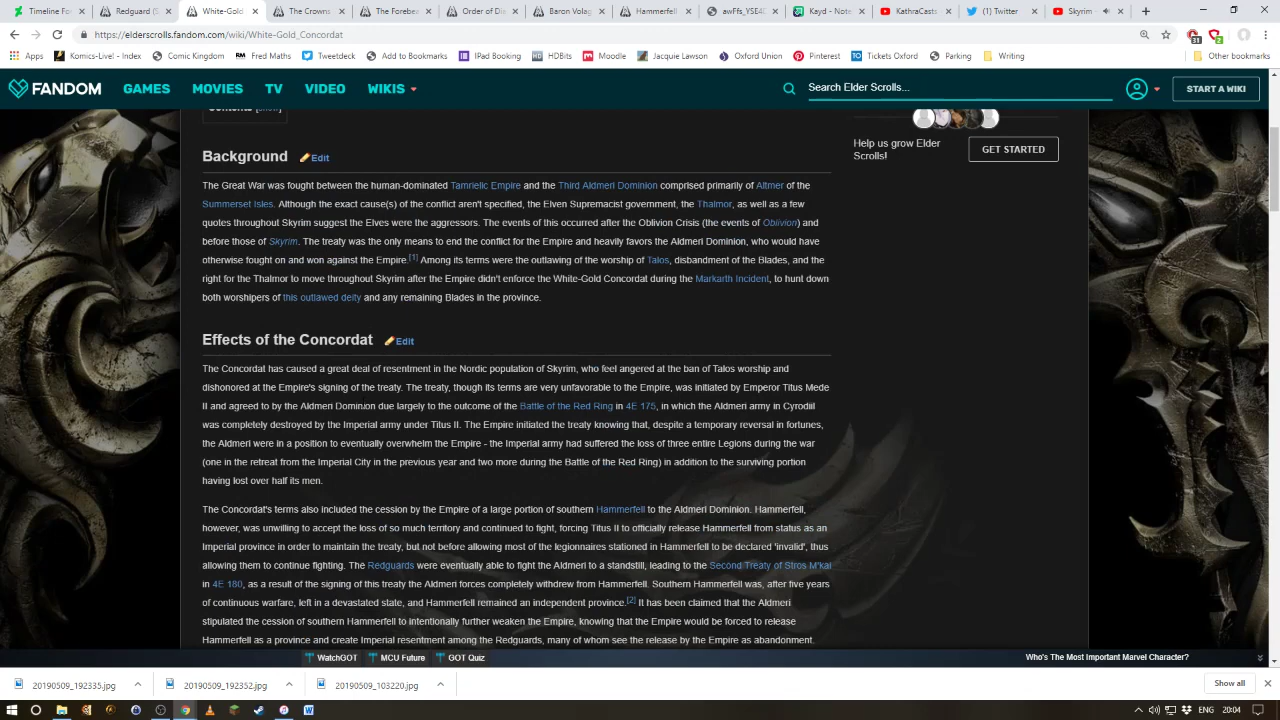 Timeline Fo
Redguard (S
White-Gold
The Crowns
The Forebea
Order of Di
Baron Volag
Hammerfell
awFfs_YSE4D
Kayd - Note
KathraCasts
(1) Twitter
Skyrim -
https://elderscrolls.fandom.com/wiki/White-Gold_Concordat
Apps
Komiks-Live! - Index
Comic Kingdom
Red Moi Fmths
Tweetdeck
Add to Bookmarks
IPad Booking
HDBits
Moodle
Jacquie Lawson
Oxford Union
Pinterest
Tickets Oxford
Parking
Writing
Other bookmarks
FANDOM
GAMES
MOVIES
TV
VIDEO
WIKIS
Search Elder Scrolls...
START A WIKI
Contents [show]
Help us grow Elder
Scrolls!
GET STARTED
Background Edit
The Great War was fought between the human-dominated Tamrielic Empire and the Third Aldmeri Dominion comprised primarily of Altmer of the
Summerset Isles. Although the exact cause(s) of the conflict aren't specified, the Elven Supremacist government, the Thalmor, as well as a few
quotes throughout Skyrim suggest the Elves were the aggressors. The events of this occurred after the Oblivion Crisis (the events of Oblivion) and
before those of Skyrim. The treaty was the only means to end the conflict for the Empire and heavily favors the Aldmeri Dominion, who would have
otherwise fought on and won against the Empire.[1] Among its terms were the outlawing of the worship of Talos, disbandment of the Blades, and the
right for the Thalmor to move throughout Skyrim after the Empire didn't enforce the White-Gold Concordat during the Markarth Incident, to hunt down
both worshipers of this outlawed deity and any remaining Blades in the province.
Effects of the Concordat Edit
The Concordat has caused a great deal of resentment in the Nordic population of Skyrim, who feel angered at the ban of Talos worship and
dishonored at the Empire's signing of the treaty. The treaty, though its terms are very unfavorable to the Empire, was initiated by Emperor Titus Mede
II and agreed to by the Aldmeri Dominion due largely to the outcome of the Battle of the Red Ring in 4E 175, in which the Aldmeri army in Cyrodiil
was completely destroyed by the Imperial army under Titus II. The Empire initiated the treaty knowing that, despite a temporary reversal in fortunes,
the Aldmeri were in a position to eventually overwhelm the Empire - the Imperial army had suffered the loss of three entire Legions during the war
(one in the retreat from the Imperial City in the previous year and two more during the Battle of the Red Ring) in addition to the surviving portion
having lost over half its men.
The Concordat's terms also included the cession by the Empire of a large portion of southern Hammerfell to the Aldmeri Dominion. Hammerfell,
however, was unwilling to accept the loss of so much territory and continued to fight, forcing Titus II to officially release Hammerfell from status as an
Imperial province in order to maintain the treaty, but not before allowing most of the legionnaires stationed in Hammerfell to be declared 'invalid', thus
allowing them to continue fighting. The Redguards were eventually able to fight the Aldmeri to a standstill, leading to the Second Treaty of Stros M'kai
in 4E 180, as a result of the signing of this treaty the Aldmeri forces completely withdrew from Hammerfell. Southern Hammerfell was, after five years
of continuous warfare, left in a devastated state, and Hammerfell remained an independent province.[2] It has been claimed that the Aldmeri
stipulated the cession of southern Hammerfell to intentionally further weaken the Empire, knowing that the Empire would be forced to release
Hammerfell as a province and create Imperial resentment among the Redguards, many of whom see the release by the Empire as abandonment.
WatchGOT
MCU Future
GOT Quiz
Who's The Most Important Marvel Character?
20190509_192335.jpg
20190509_192352.jpg
20190509_103220.jpg
Show all
ENG
20:04